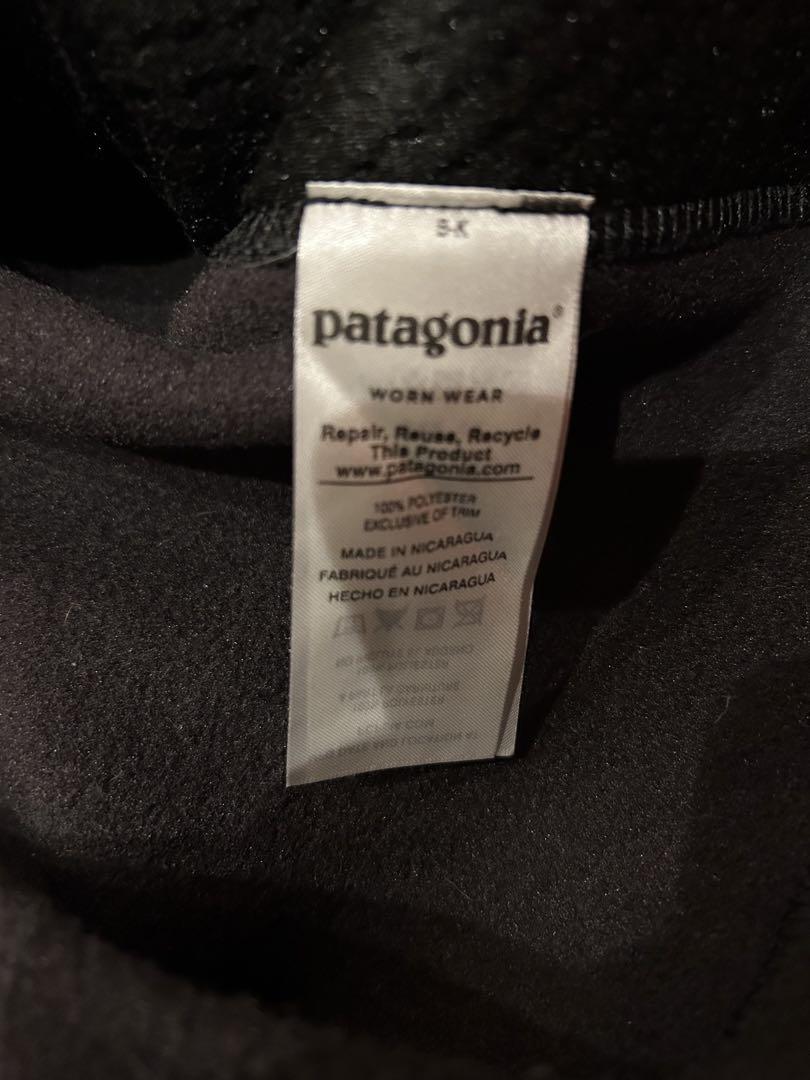 patagonia®
WORN WEAR
Repair, Reuse, Recycle
This Product
www.patagonia.com
100% POLYESTER
EXCLUSIVE OF TRIM
MADE IN NICARAGUA
FABRIQUÉ AU NICARAGUA
HECHO EN NICARAGUA